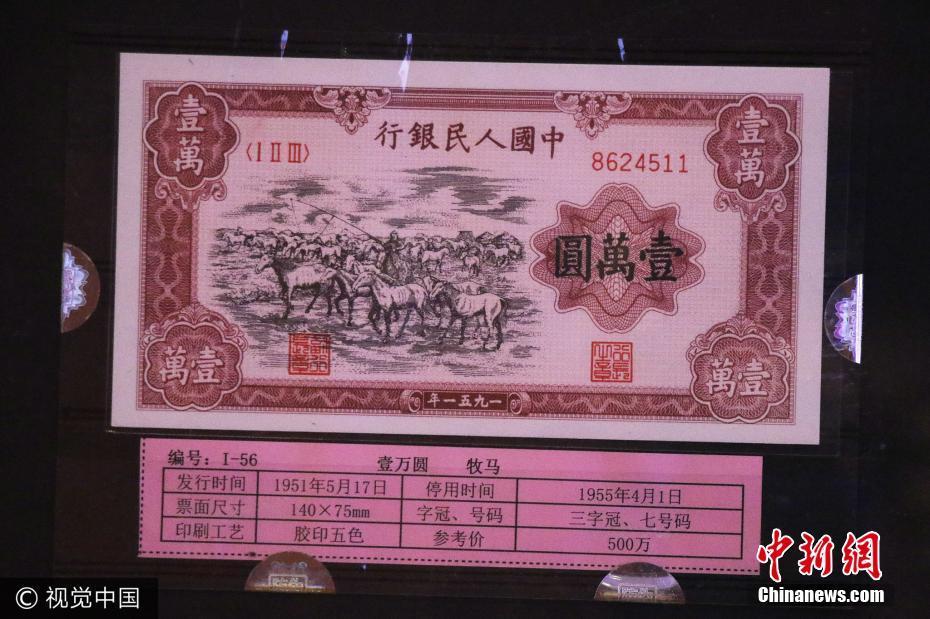 壹萬
壹萬
行銀民人國中
〈I II III〉
8624511
圓萬壹
萬壹
萬壹
年一五九一
编号：I-56 壹万圆 牧马
发行时间 1951年5月17日 停用时间 1955年4月1日
票面尺寸 140×75mm 字冠、号码 三字冠、七号码
印刷工艺 胶印五色 参考价 500万
© 视觉中国
中新网
Chinanews.com